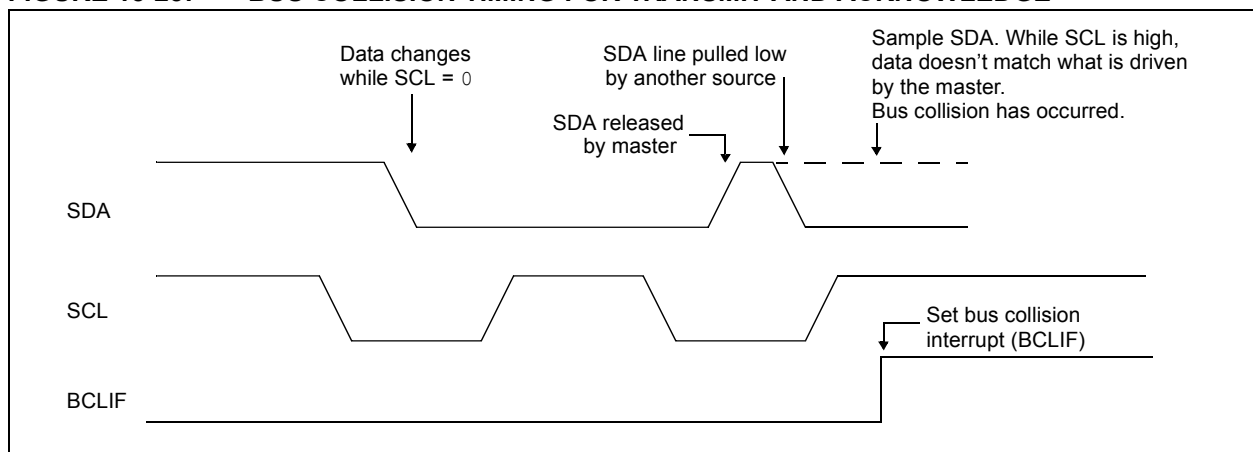 Data changes
while SCL = 0
SDA line pulled low
by another source
SDA released
by master
Sample SDA. While SCL is high,
data doesn't match what is driven
by the master.
Bus collision has occurred.
SDA
SCL
Set bus collision
interrupt (BCLIF)
BCLIF